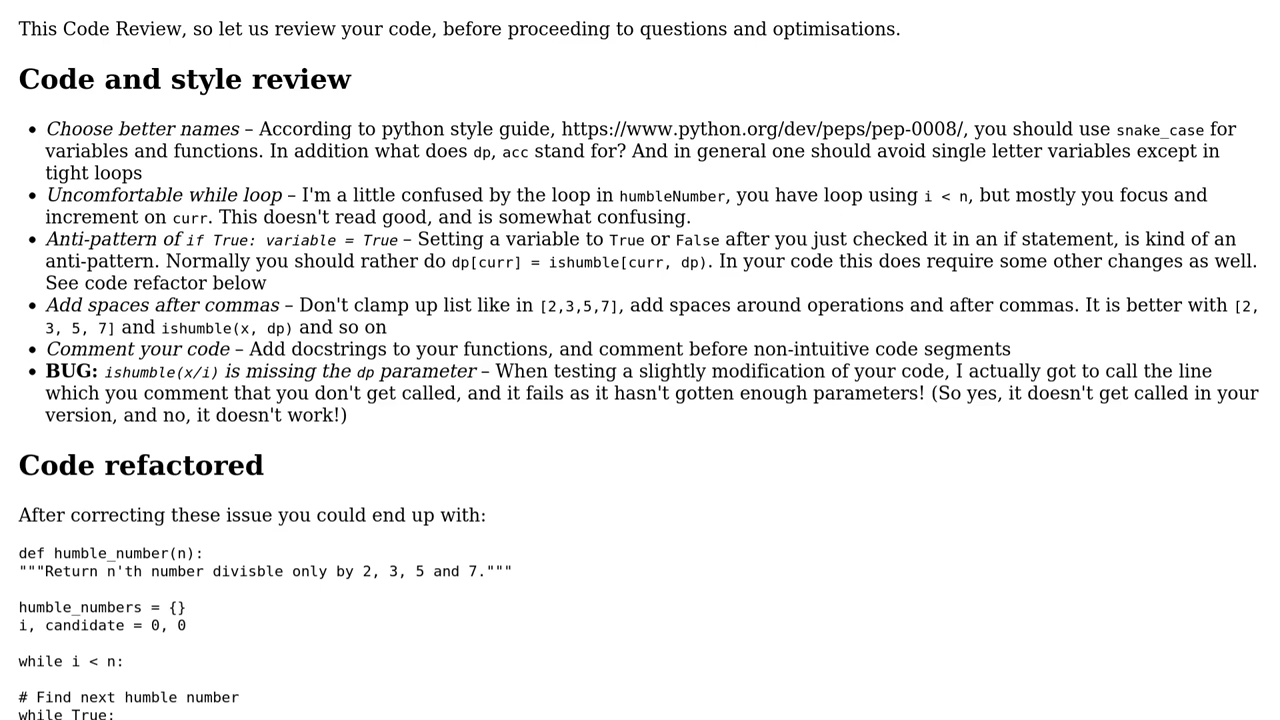 This Code Review, so let us review your code, before proceeding to questions and optimisations.
Code and style review
• Choose better names – According to python style guide, https://www.python.org/dev/peps/pep-0008/, you should use snake_case for
variables and functions. In addition what does dp, acc stand for? And in general one should avoid single letter variables except in
tight loops
• Uncomfortable while loop – I'm a little confused by the loop in humbleNumber, you have loop using i < n, but mostly you focus and
increment on curr. This doesn't read good, and is somewhat confusing.
• Anti-pattern of if True: variable = True – Setting a variable to True or False after you just checked it in an if statement, is kind of an
anti-pattern. Normally you should rather do dp[curr] = ishumble[curr, dp). In your code this does require some other changes as well.
See code refactor below
• Add spaces after commas – Don't clamp up list like in [2,3,5,7], add spaces around operations and after commas. It is better with [2,
3, 5, 7] and ishumble(x, dp) and so on
• Comment your code – Add docstrings to your functions, and comment before non-intuitive code segments
• BUG: ishumble(x/i) is missing the dp parameter – When testing a slightly modification of your code, I actually got to call the line
which you comment that you don't get called, and it fails as it hasn't gotten enough parameters! (So yes, it doesn't get called in your
version, and no, it doesn't work!)
Code refactored
After correcting these issue you could end up with:
def humble_number(n):
"""Return n'th number divisble only by 2, 3, 5 and 7."""
humble_numbers = {}
i, candidate = 0, 0
while i < n:
# Find next humble number
while True: